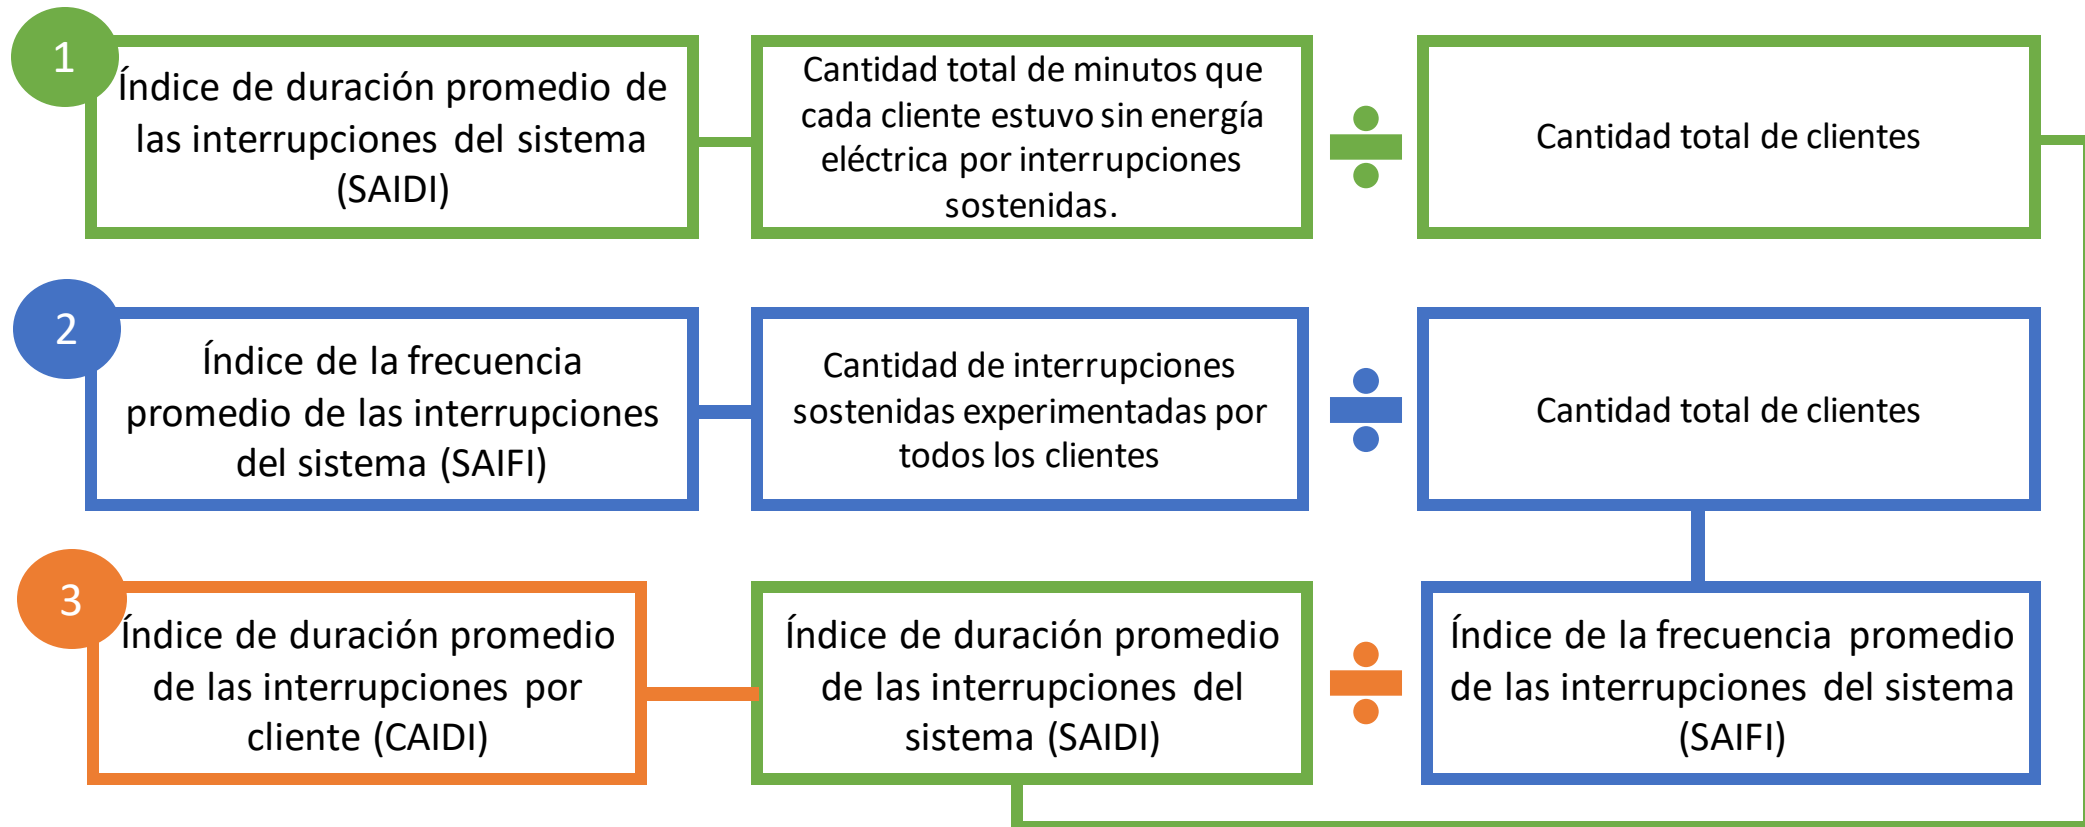 1
Índice de duración promedio de
las interrupciones del sistema
(SAIDI)
Cantidad total de minutos que
cada cliente estuvo sin energía
eléctrica por interrupciones
sostenidas.
Cantidad total de clientes
2
Índice de la frecuencia
promedio de las interrupciones
del sistema (SAIFI)
Cantidad de interrupciones
sostenidas experimentadas por
todos los clientes
Cantidad total de clientes
3
Índice de duración promedio
de las interrupciones por
cliente (CAIDI)
Índice de duración promedio
de las interrupciones del
sistema (SAIDI)
Índice de la frecuencia promedio
de las interrupciones del sistema
(SAIFI)